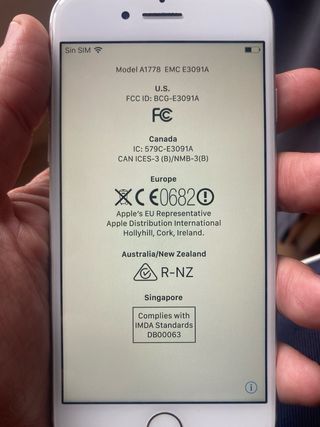 Sin SIM
Model A1778 EMC E3091A
U.S.
FCC ID: BCG-E3091A
FC
Canada
IC: 579C-E3091A
CAN ICES-3 (B)/NMB-3(B)
Europe
CE0682
Apple's EU Representative
Apple Distribution International
Hollyhill, Cork, Ireland.
Australia/New Zealand
R-NZ
Singapore
Complies with
IMDA Standards
DB00063